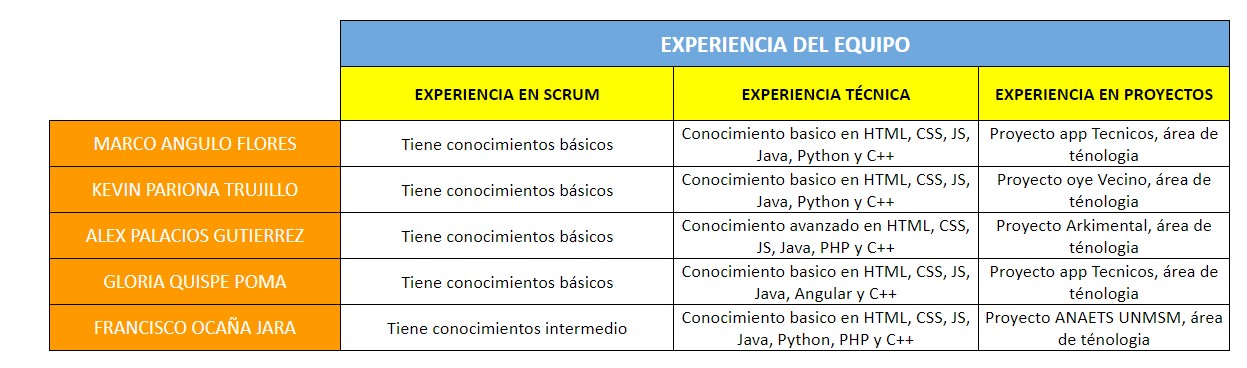 EXPERIENCIA DEL EQUIPO
EXPERIENCIA EN SCRUM
EXPERIENCIA TÉCNICA
EXPERIENCIA EN PROYECTOS
MARCO ANGULO FLORES
Tiene conocimientos básicos
Conocimiento basico en HTML, CSS, JS,
Java, Python y C++
Proyecto app Tecnicos, área de
ténologia
KEVIN PARIONA TRUJILLO
Tiene conocimientos básicos
Conocimiento basico en HTML, CSS, JS,
Java, Python y C++
Proyecto oye Vecino, área de
ténologia
ALEX PALACIOS GUTIERREZ
Tiene conocimientos básicos
Conocimiento avanzado en HTML, CSS,
JS, Java, PHP y C++
Proyecto Arkimental, área de
ténologia
GLORIA QUISPE POMA
Tiene conocimientos básicos
Conocimiento basico en HTML, CSS, JS,
Java, Angular y C++
Proyecto app Tecnicos, área de
ténologia
FRANCISCO OCAÑA JARA
Tiene conocimientos intermedio
Conocimiento basico en HTML, CSS, JS,
Java, Python, PHP y C++
Proyecto ANAETS UNMSM, área
de ténologia